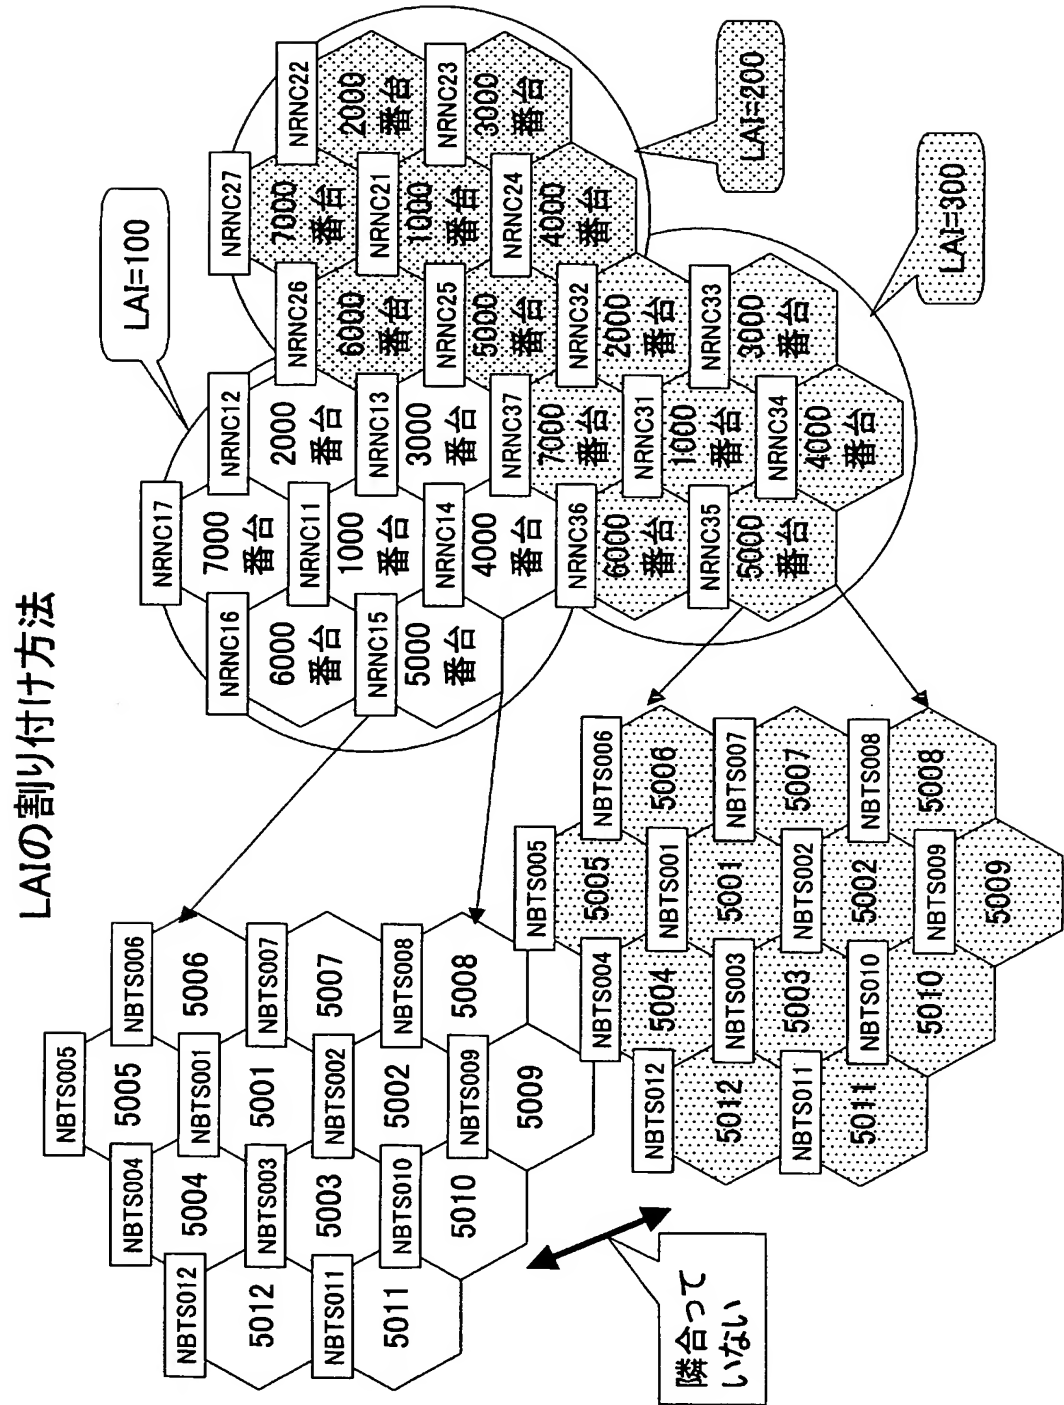 LAIの割り付け方法
LAI=100
NRNC17
7000
番台
NRNC16
6000
番台
NRNC12
2000
番台
NRNC11
1000
番台
NRNC15
5000
番台
NRNC13
3000
番台
NRNC14
4000
番台
NRNC27
7000
番台
NRNC26
6000
番台
NRNC22
2000
番台
NRNC21
1000
番台
NRNC25
5000
番台
NRNC23
3000
番台
NRNC24
4000
番台
LAI=200
NRNC37
7000
番台
NRNC36
6000
番台
NRNC32
2000
番台
NRNC31
1000
番台
NRNC35
5000
番台
NRNC33
3000
番台
NRNC34
4000
番台
LAI=300
NBTS005
5005
NBTS004
5004
NBTS006
5006
NBTS012
5012
NBTS001
5001
NBTS003
5003
NBTS007
5007
NBTS011
5011
NBTS002
5002
NBTS010
5010
NBTS008
5008
NBTS009
5009
NBTS005
5005
NBTS004
5004
NBTS006
5006
NBTS012
5012
NBTS001
5001
NBTS003
5003
NBTS007
5007
NBTS011
5011
NBTS002
5002
NBTS010
5010
NBTS008
5008
NBTS009
5009
隣合って
いない